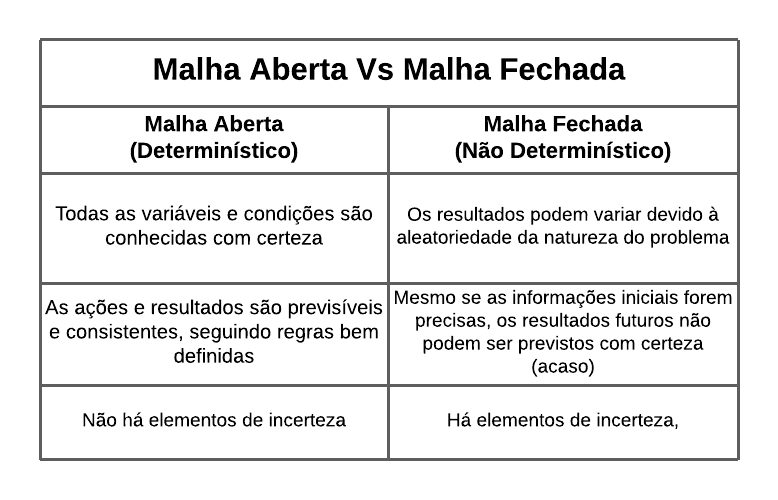 Malha Aberta Vs Malha Fechada
Malha Aberta
(Determinístico)
Malha Fechada
(Não Determinístico)
Todas as variáveis e condições são
conhecidas com certeza
Os resultados podem variar devido à
aleatoriedade da natureza do problema
As ações e resultados são previsíveis
e consistentes, seguindo regras bem
definidas
Mesmo se as informações iniciais forem
precisas, os resultados futuros não
podem ser previstos com certeza
(acaso)
Não há elementos de incerteza
Há elementos de incerteza,